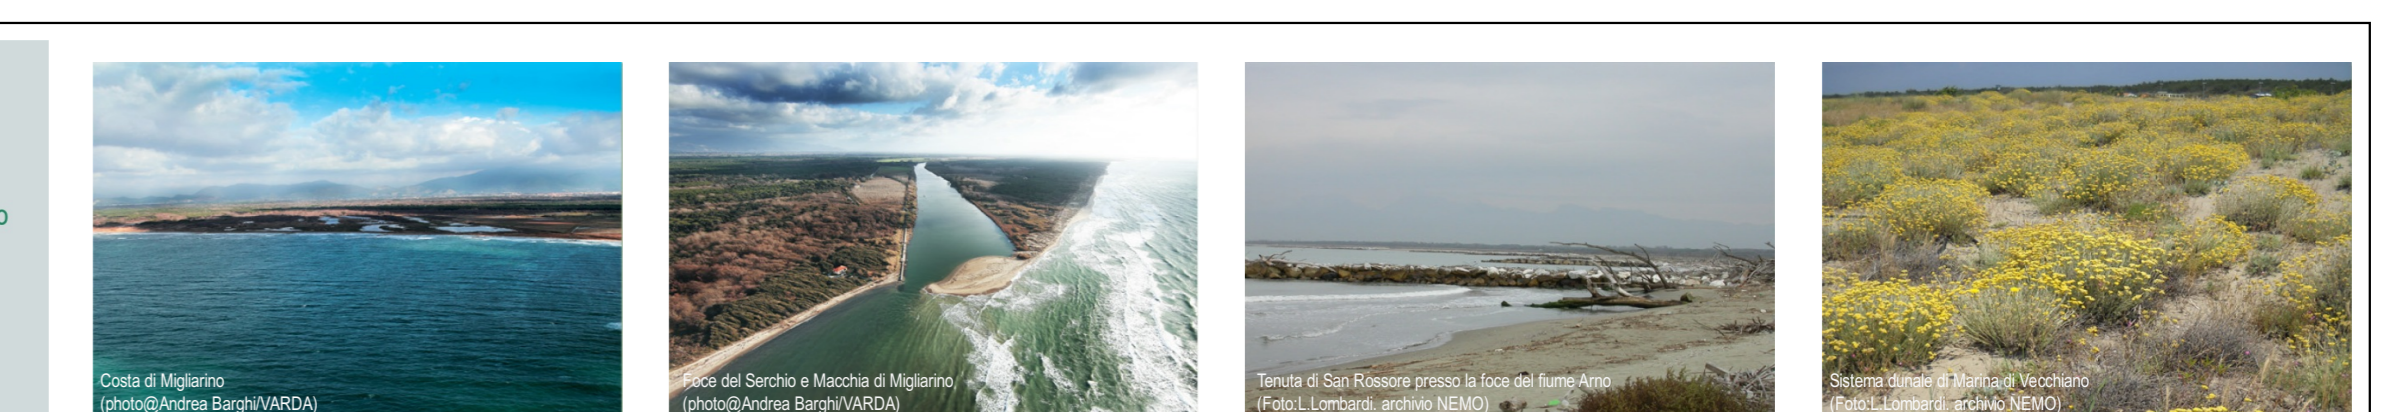 o
Costa di Migliarino
(photo@Andrea Barghi/VARDA)
Foce del Serchio e Macchia di Migliarino
(photo@Andrea Barghi/VARDA)
Tenuta di San Rossore presso la foce del fiume Arno
(Foto:L.Lombardi. archivio NEMO)
Sistema dunale di Marina di Vecchiano
(Foto:L.Lombardi. archivio NEMO)